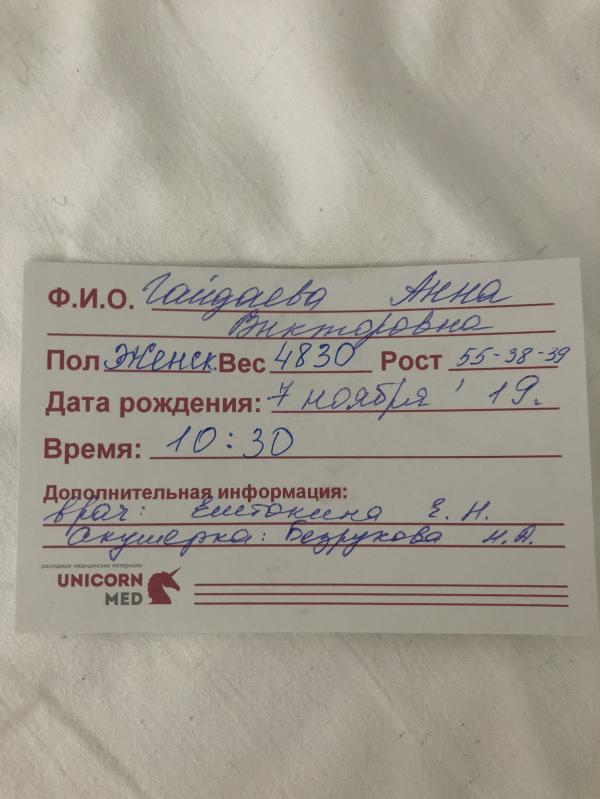 Ф.И.О. Гайдаева Анна
Викторовна
Пол Женск. Вес 4830 Рост 55-38-39
Дата рождения: 7 ноября ' 19.
Время: 10:30
Дополнительная информация:
Врач: Е. Н.
Акушерка: Безрукова Н.А.
расходные медицинские материалы
UNICORN
MED